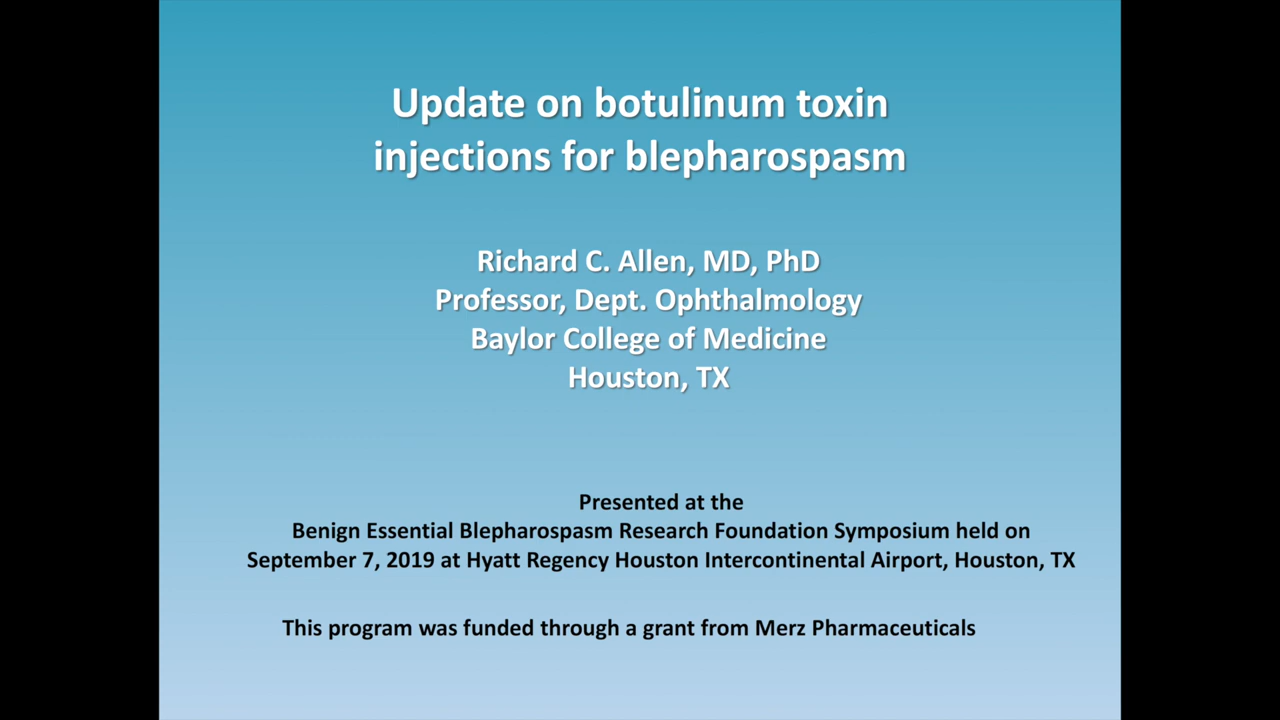 Update on botulinum toxin
injections for blepharospasm
Richard C. Allen, MD, PhD
Professor, Dept. Ophthalmology
Baylor College of Medicine
Houston, TX
Presented at the
Benign Essential Blepharospasm Research Foundation Symposium held on
September 7, 2019 at Hyatt Regency Houston Intercontinental Airport, Houston, TX
This program was funded through a grant from Merz Pharmaceuticals